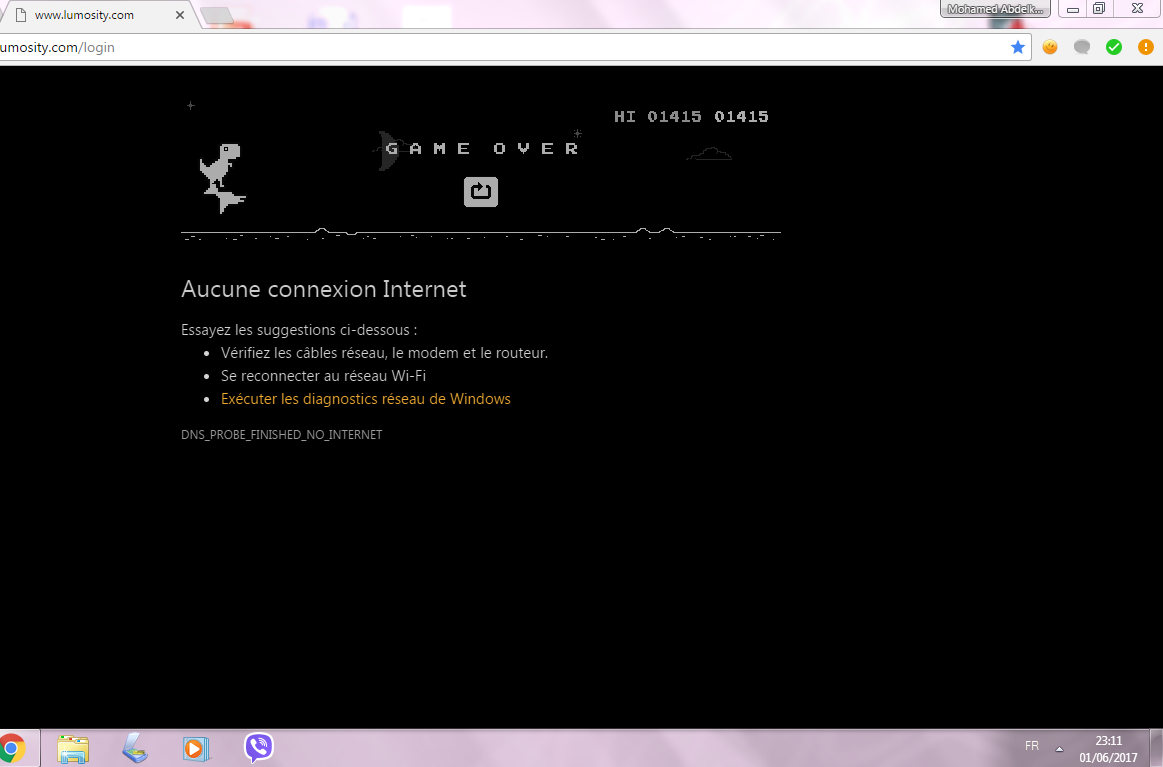 www.lumosity.com
Mohamed Abdelk...
umosity.com/login
HI 01415 01415
GAME OVER
Aucune connexion Internet
Essayez les suggestions ci-dessous :
Vérifiez les câbles réseau, le modem et le routeur.
Se reconnecter au réseau Wi-Fi
Exécuter les diagnostics réseau de Windows
DNS_PROBE_FINISHED_NO_INTERNET
FR
23:11
01/06/2017